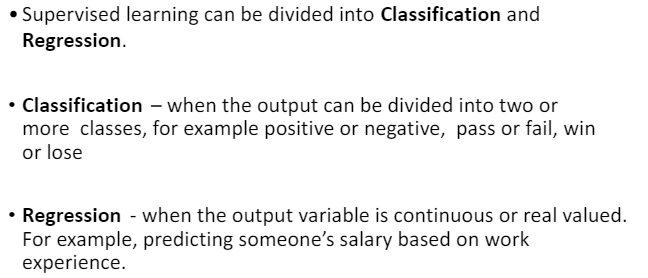 • Supervised learning can be divided into Classification and
Regression.
• Classification – when the output can be divided into two or
more classes, for example positive or negative, pass or fail, win
or lose
• Regression - when the output variable is continuous or real valued.
For example, predicting someone’s salary based on work
experience.